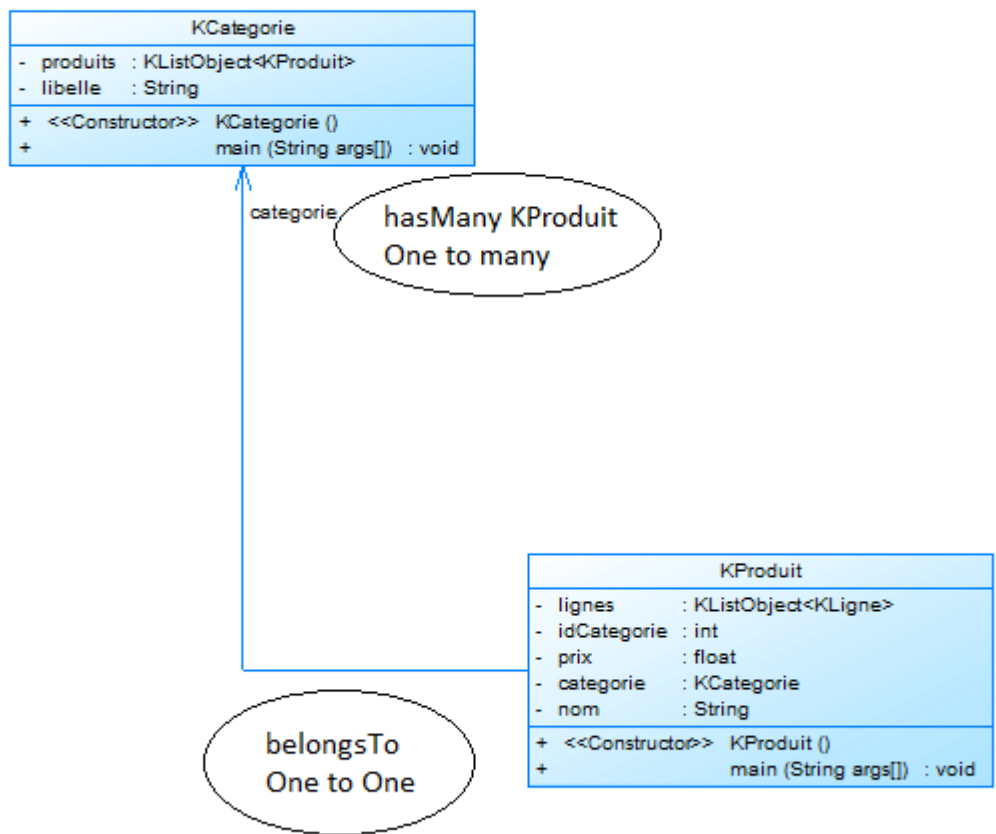 KCategorie
- produits : KListObject<KProduit>
- libelle : String
+ <<Constructor>> KCategorie ()
+ main (String args[]) : void
categorie
hasMany KProduit
One to many
KProduit
- lignes : KListObject<KLigne>
- idCategorie : int
- prix : float
- categorie : KCategorie
- nom : String
+ <<Constructor>> KProduit ()
+ main (String args[]) : void
belongsTo
One to One